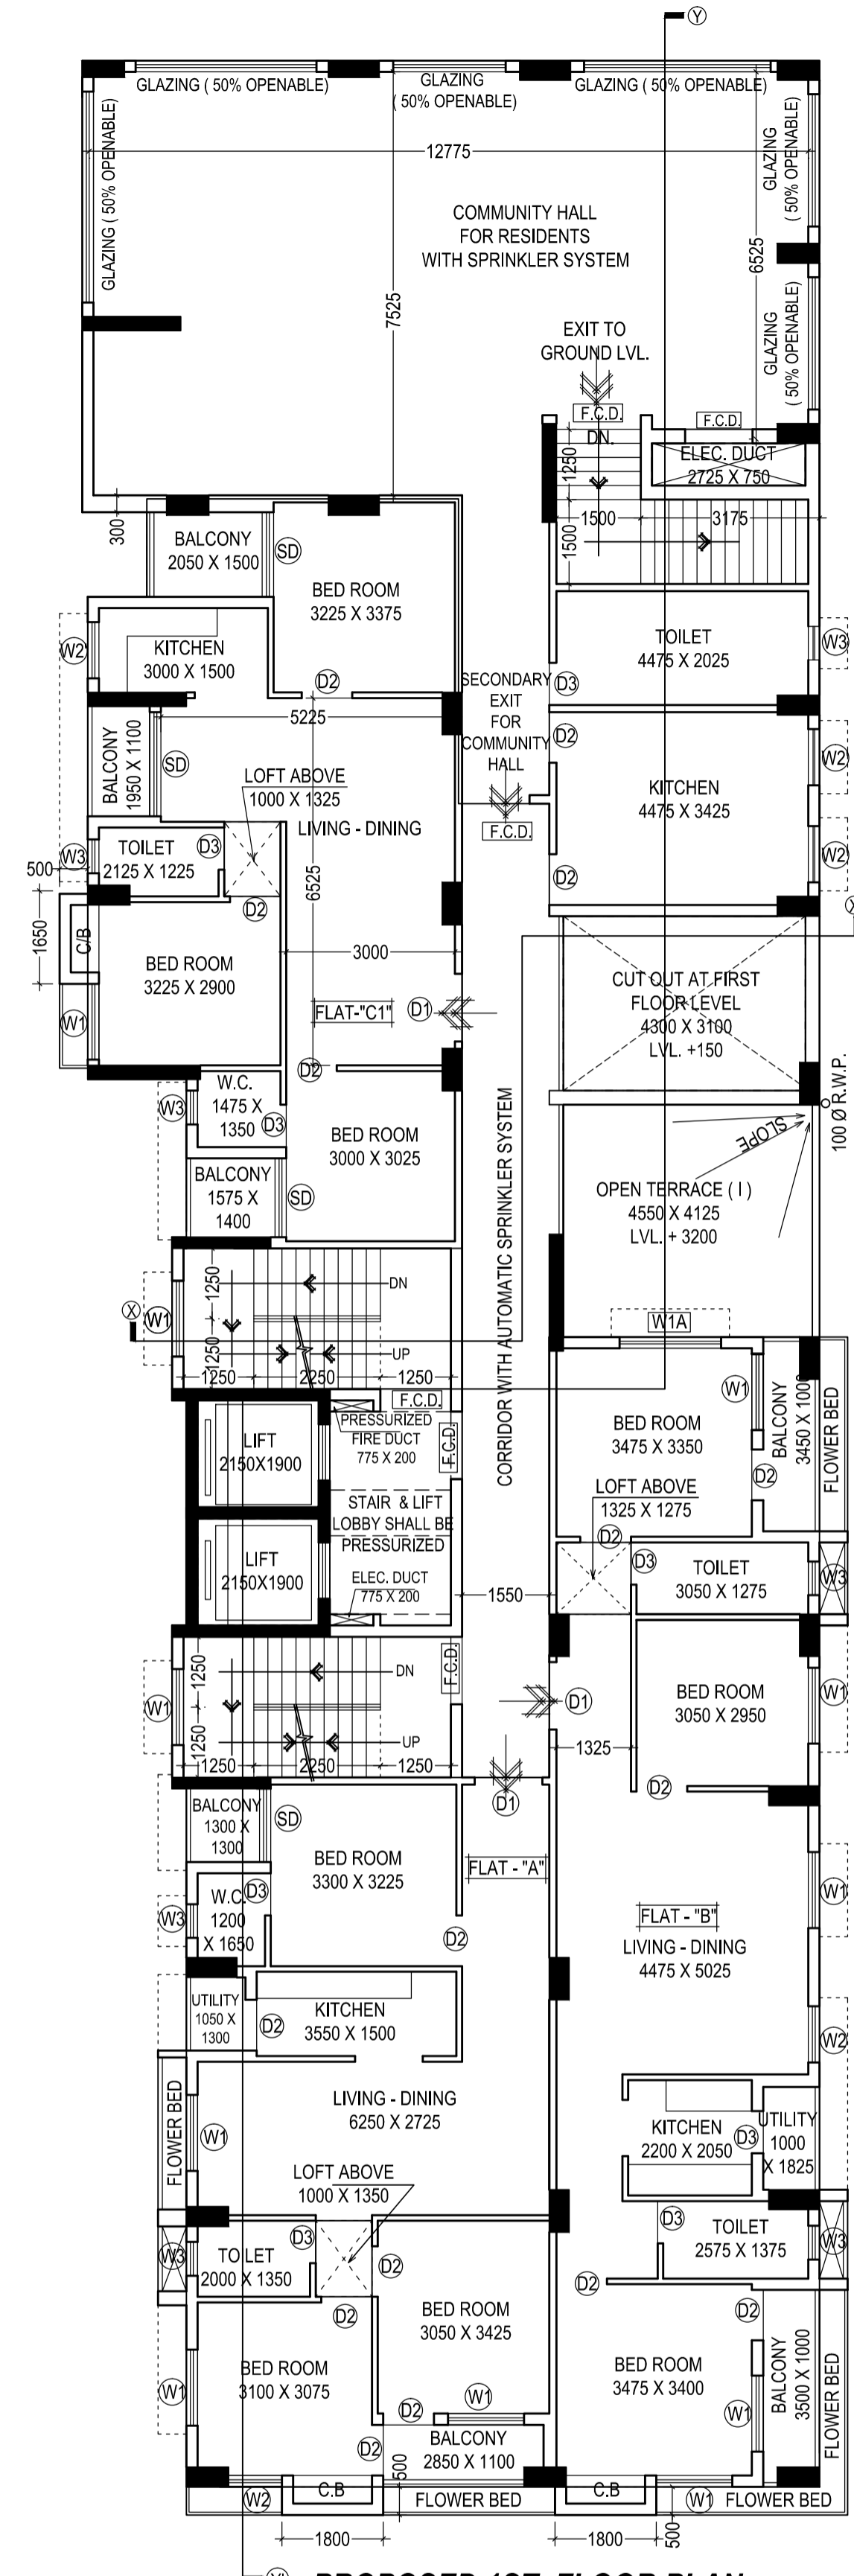 Y
GLAZING ( 50% OPENABLE)
GLAZING
( 50% OPENABLE)
GLAZING ( 50% OPENABLE)
GLAZING ( 50% OPENABLE)
GLAZING
( 50% OPENABLE)
12775
COMMUNITY HALL
FOR RESIDENTS
WITH SPRINKLER SYSTEM
6525
7525
GLAZING
( 50% OPENABLE)
EXIT TO
GROUND LVL.
F.C.D.
F.C.D.
DN.
ELEC. DUCT
2725 X 750
1250
1500
3175
1500
300
BALCONY
2050 X 1500
SD
BED ROOM
3225 X 3375
TOILET
4475 X 2025
W3
KITCHEN
3000 X 1500
W2
D2
SECONDARY
EXIT
FOR
COMMUNITY
HALL
D3
5225
D2
W2
BALCONY
1950 X 1100
SD
LOFT ABOVE
1000 X 1325
KITCHEN
4475 X 3425
LIVING - DINING
F.C.D.
W2
TOILET
2125 X 1225
D3
W3
500
D2
D2
6525
1650
C/B
BED ROOM
3225 X 2900
3000
X
CUT OUT AT FIRST
FLOOR LEVEL
4300 X 3100
LVL. +150
FLAT-"C1"
D1
W1
D2
W.C.
1475 X
1350
W3
D3
BED ROOM
3000 X 3025
100 Ø R.W.P.
SLOPE
BALCONY
1575 X
1400
SD
OPEN TERRACE ( I )
4550 X 4125
LVL. + 3200
CORRIDOR WITH AUTOMATIC SPRINKLER SYSTEM
1250
DN
X
W1
W1A
1250
UP
1250
2250
1250
F.C.D.
W1
BALCONY
3450 X 1000
FLOWER BED
PRESSURIZED
FIRE DUCT
775 X 200
F.C.D.
BED ROOM
3475 X 3350
LIFT
2150X1900
D2
LOFT ABOVE
1325 X 1275
STAIR & LIFT
LOBBY SHALL BE
PRESSURIZED
D2
D3
TOILET
3050 X 1275
W3
LIFT
2150X1900
ELEC. DUCT
775 X 200
1550
1250
DN
F.C.D.
BED ROOM
3050 X 2950
W1
W1
D1
1250
UP
1325
1250
2250
1250
D2
D1
BALCONY
1300 X
1300
SD
BED ROOM
3300 X 3225
FLAT - "A"
W1
W.C.
1200
X 1650
D3
W3
D2
FLAT - "B"
LIVING - DINING
4475 X 5025
UTILITY
1050 X
1300
D2
KITCHEN
3550 X 1500
W2
FLOWER BED
W1
LIVING - DINING
6250 X 2725
KITCHEN
2200 X 2050
D3
UTILITY
1000
X 1825
LOFT ABOVE
1000 X 1350
D3
D3
TOILET
2575 X 1375
W3
W3
TOILET
2000 X 1350
D2
D2
D2
BED ROOM
3050 X 3425
D2
BED ROOM
3100 X 3075
BED ROOM
3475 X 3400
BALCONY
3500 X 1000
FLOWER BED
W1
W1
W1
D2
D2
BALCONY
2850 X 1100
500
C.B
C.B
W2
FLOWER BED
W1
FLOWER BED
1800
1800
500